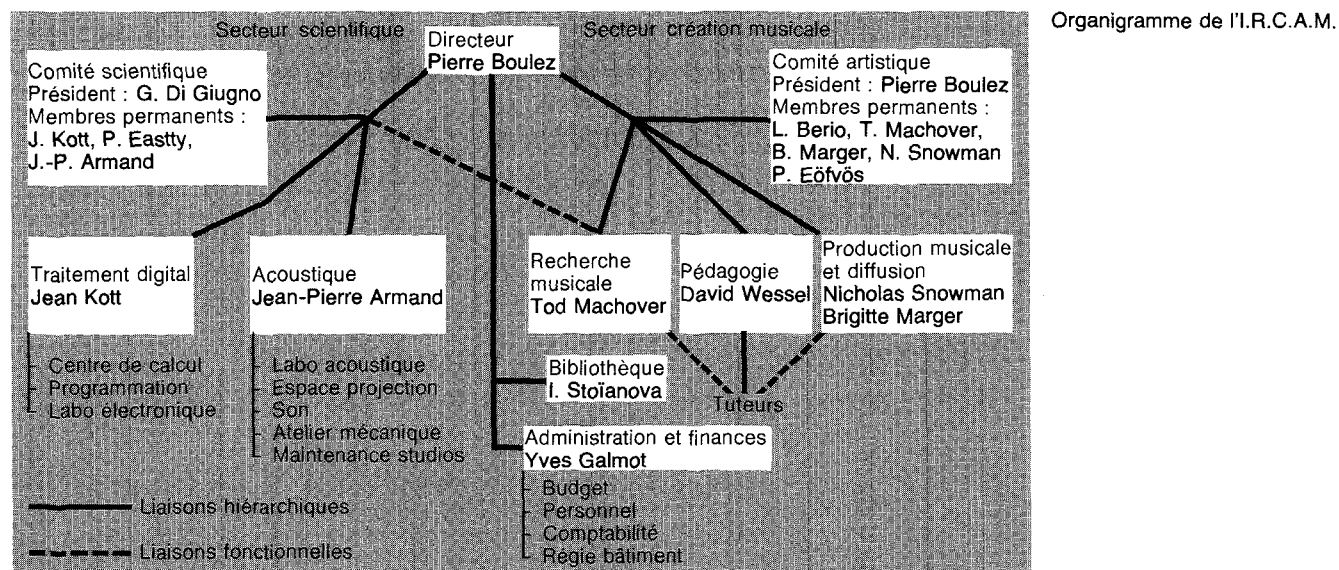 Organigramme de l'I.R.C.A.M.
Secteur scientifique
Secteur création musicale
Directeur
Pierre Boulez
Comité scientifique
Président : G. Di Giugno
Membres permanents :
J. Kott, P. Eastty,
J.-P. Armand
Comité artistique
Président : Pierre Boulez
Membres permanents :
L. Berio, T. Machover,
B. Marger, N. Snowman
P. Eöfvös
Traitement digital
Jean Kott
Centre de calcul
Programmation
Labo électronique
Acoustique
Jean-Pierre Armand
Labo acoustique
Espace projection
Son
Atelier mécanique
Maintenance studios
Recherche
musicale
Tod Machover
Pédagogie
David Wessel
Production musicale
et diffusion
Nicholas Snowman
Brigitte Marger
Tuteurs
Bibliothèque
I. Stoïanova
Administration et finances
Yves Galmot
Budget
Personnel
Comptabilité
Régie bâtiment
Liaisons hiérarchiques
Liaisons fonctionnelles